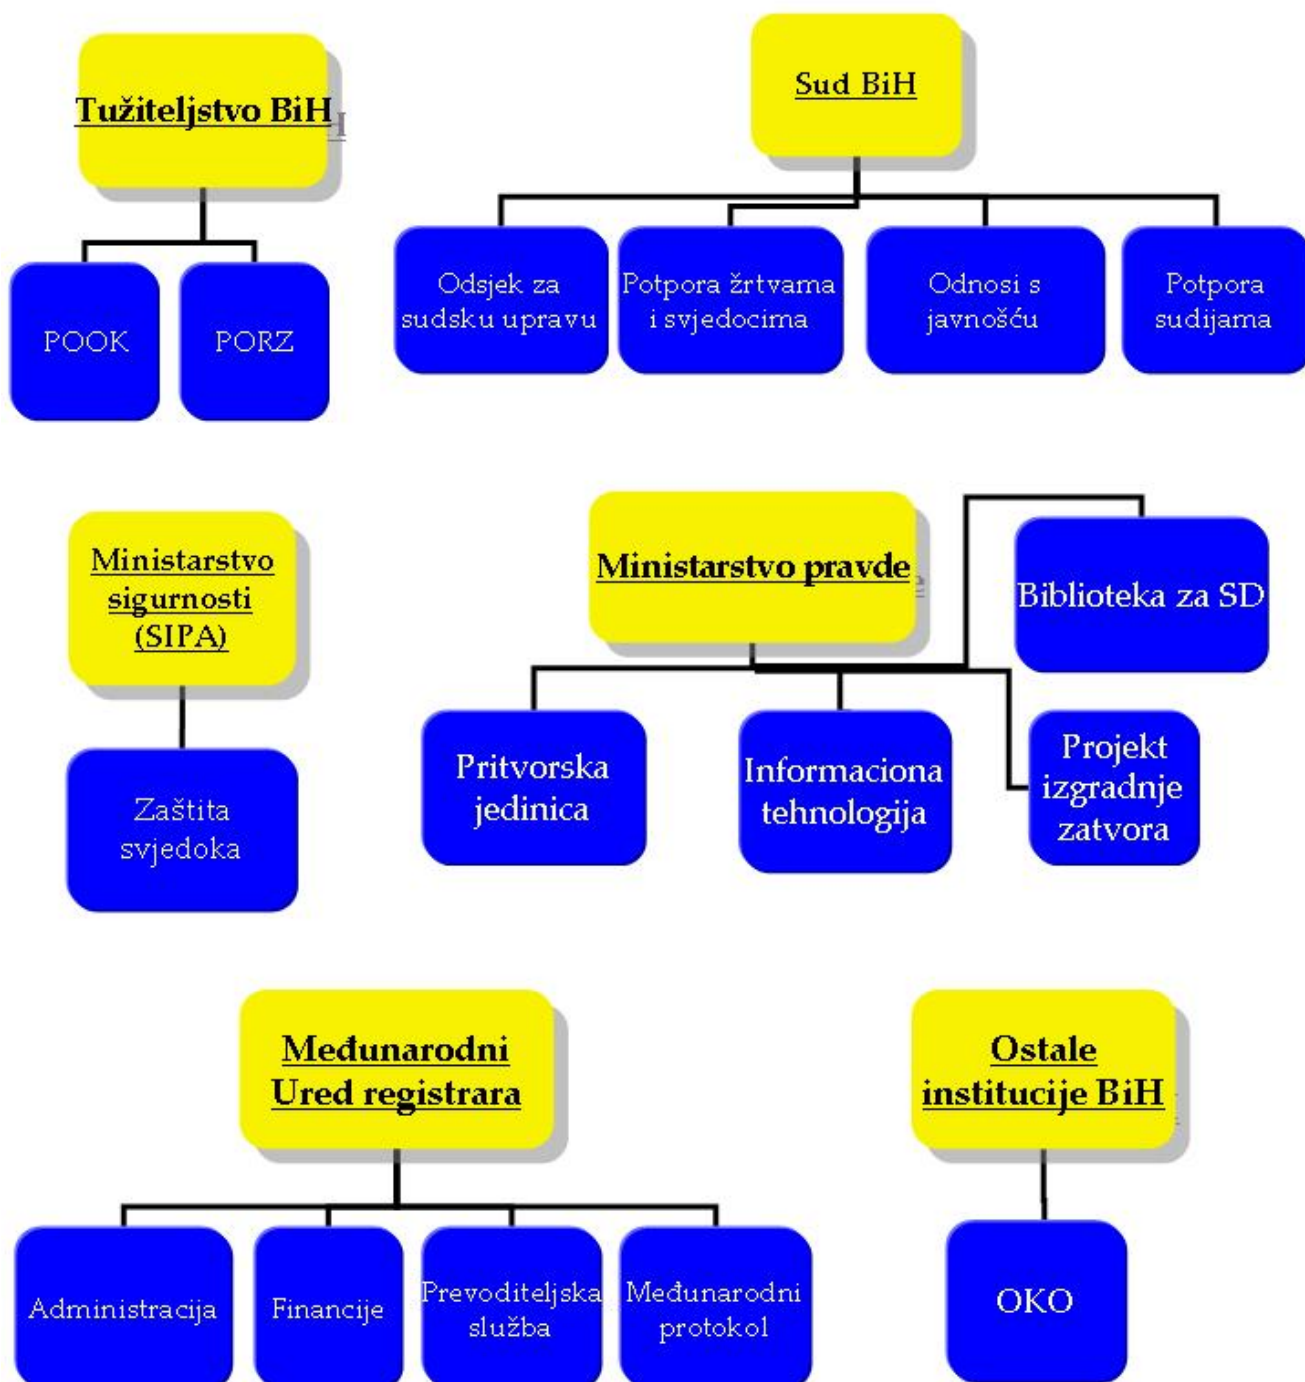 Tužiteljstvo BiH
POOK
PORZ
Sud BiH
Odsjek za
sudsku upravu
Potpora žrtvama
i svjedocima
Odnosi s
javnošću
Potpora
sudijama
Ministarstvo
sigurnosti
(SIPA)
Zaštita
svjedoka
Ministarstvo pravde
Biblioteka za SD
Pritvorska
jedinica
Informaciona
tehnologija
Projekt
izgradnje
zatvora
Međunarodni
Ured registrara
Administracija
Financije
Prevoditeljska
služba
Međunarodni
protokol
Ostale
institucije BiH
OKO